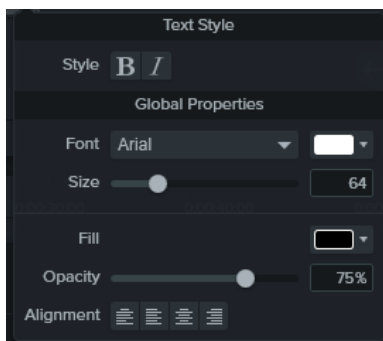 Text Style
Style B I
Global Properties
Font Arial
Size 64
Fill
Opacity 75%
Alignment